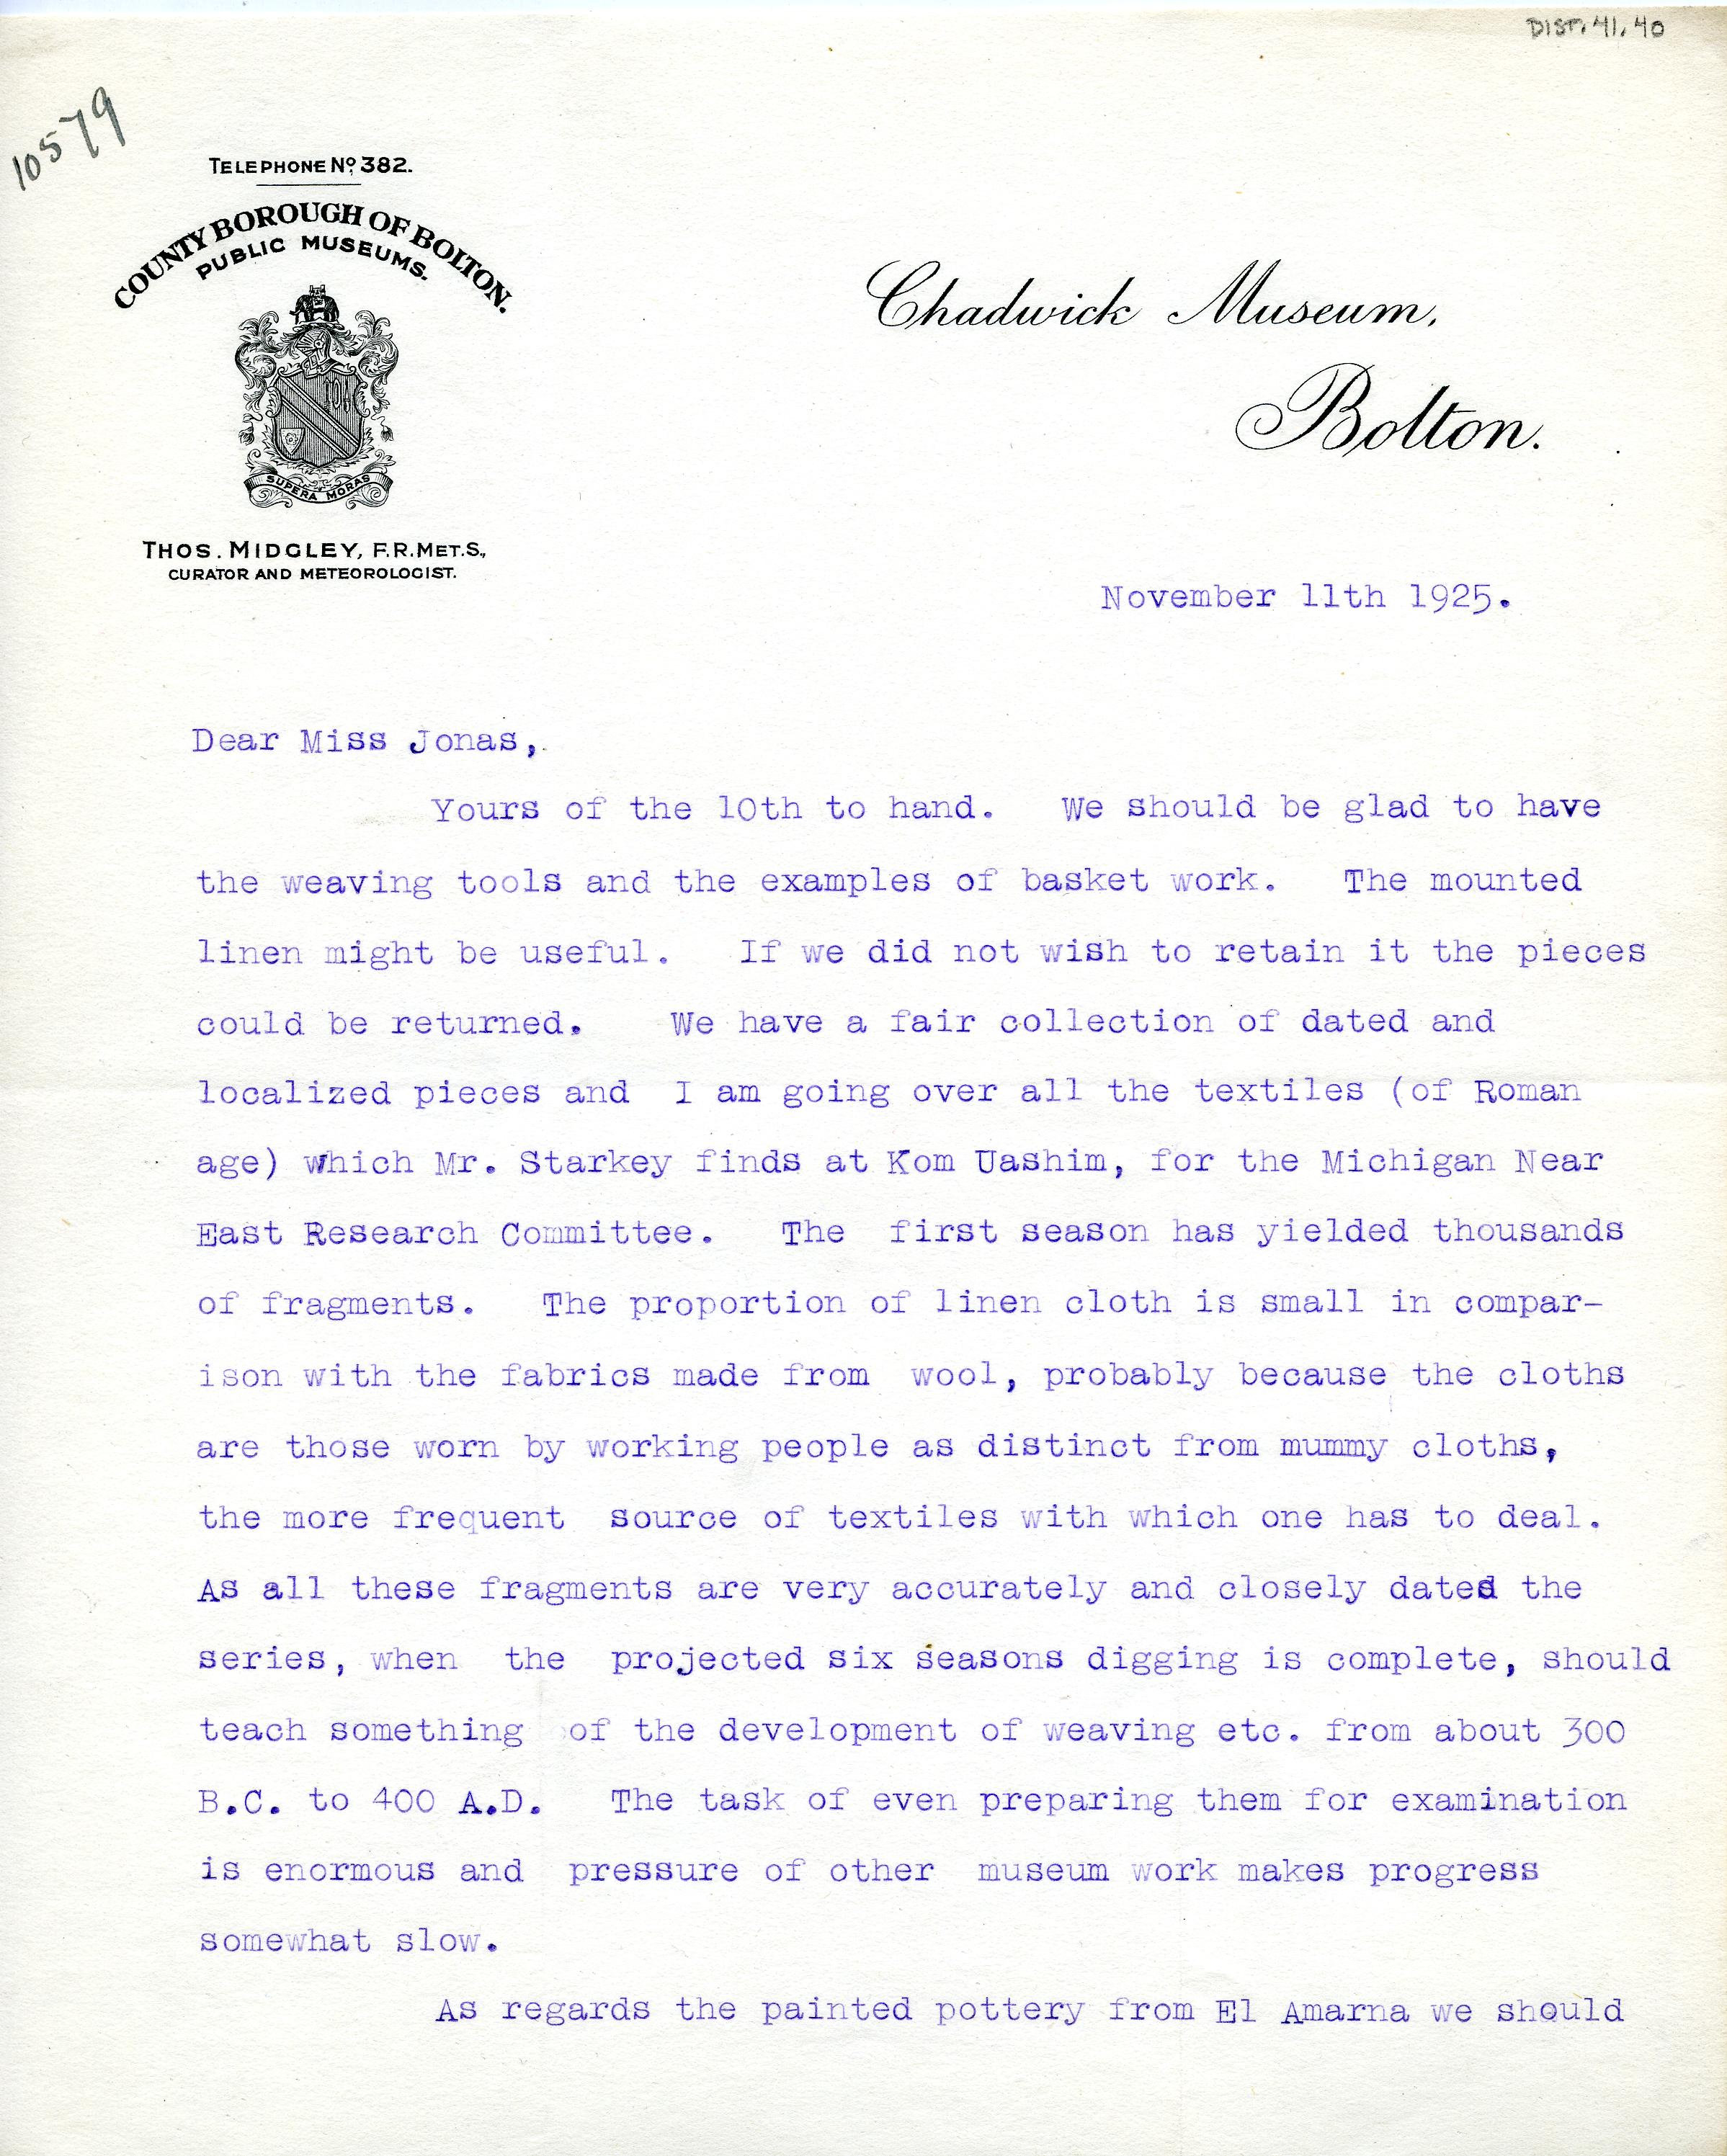 DIST. 41. 40
10579
TELEPHONE No 382.
COUNTY BOROUGH OF BOLTON.
PUBLIC MUSEUMS.
SUPERA MORAS
THOS. MIDGLEY, F.R.MET.S.,
CURATOR AND METEOROLOGIST.
Chadwick Museum,
Bolton.
November 11th 1925.
Dear Miss Jonas,
Yours of the 10th to hand. We should be glad to have
the weaving tools and the examples of basket work. The mounted
linen might be useful. If we did not wish to retain it the pieces
could be returned. We have a fair collection of dated and
localized pieces and I am going over all the textiles (of Roman
age) which Mr. Starkey finds at Kom Uashim, for the Michigan Near
East Research Committee. The first season has yielded thousands
of fragments. The proportion of linen cloth is small in compar-
ison with the fabrics made from wool, probably because the cloths
are those worn by working people as distinct from mummy cloths,
the more frequent source of textiles with which one has to deal.
As all these fragments are very accurately and closely dated the
series, when the projected six seasons digging is complete, should
teach something of the development of weaving etc. from about 300
B.C. to 400 A.D. The task of even preparing them for examination
is enormous and pressure of other museum work makes progress
somewhat slow.
As regards the painted pottery from El Amarna we should